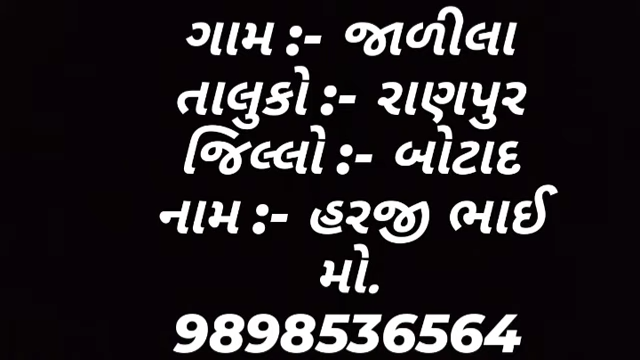 ગામ :- જાળીલા
તાલુકો :- રાણપુર
જિલ્લો :- બોટાદ
નામ :- હરજી ભાઈ
મો.
9898536564